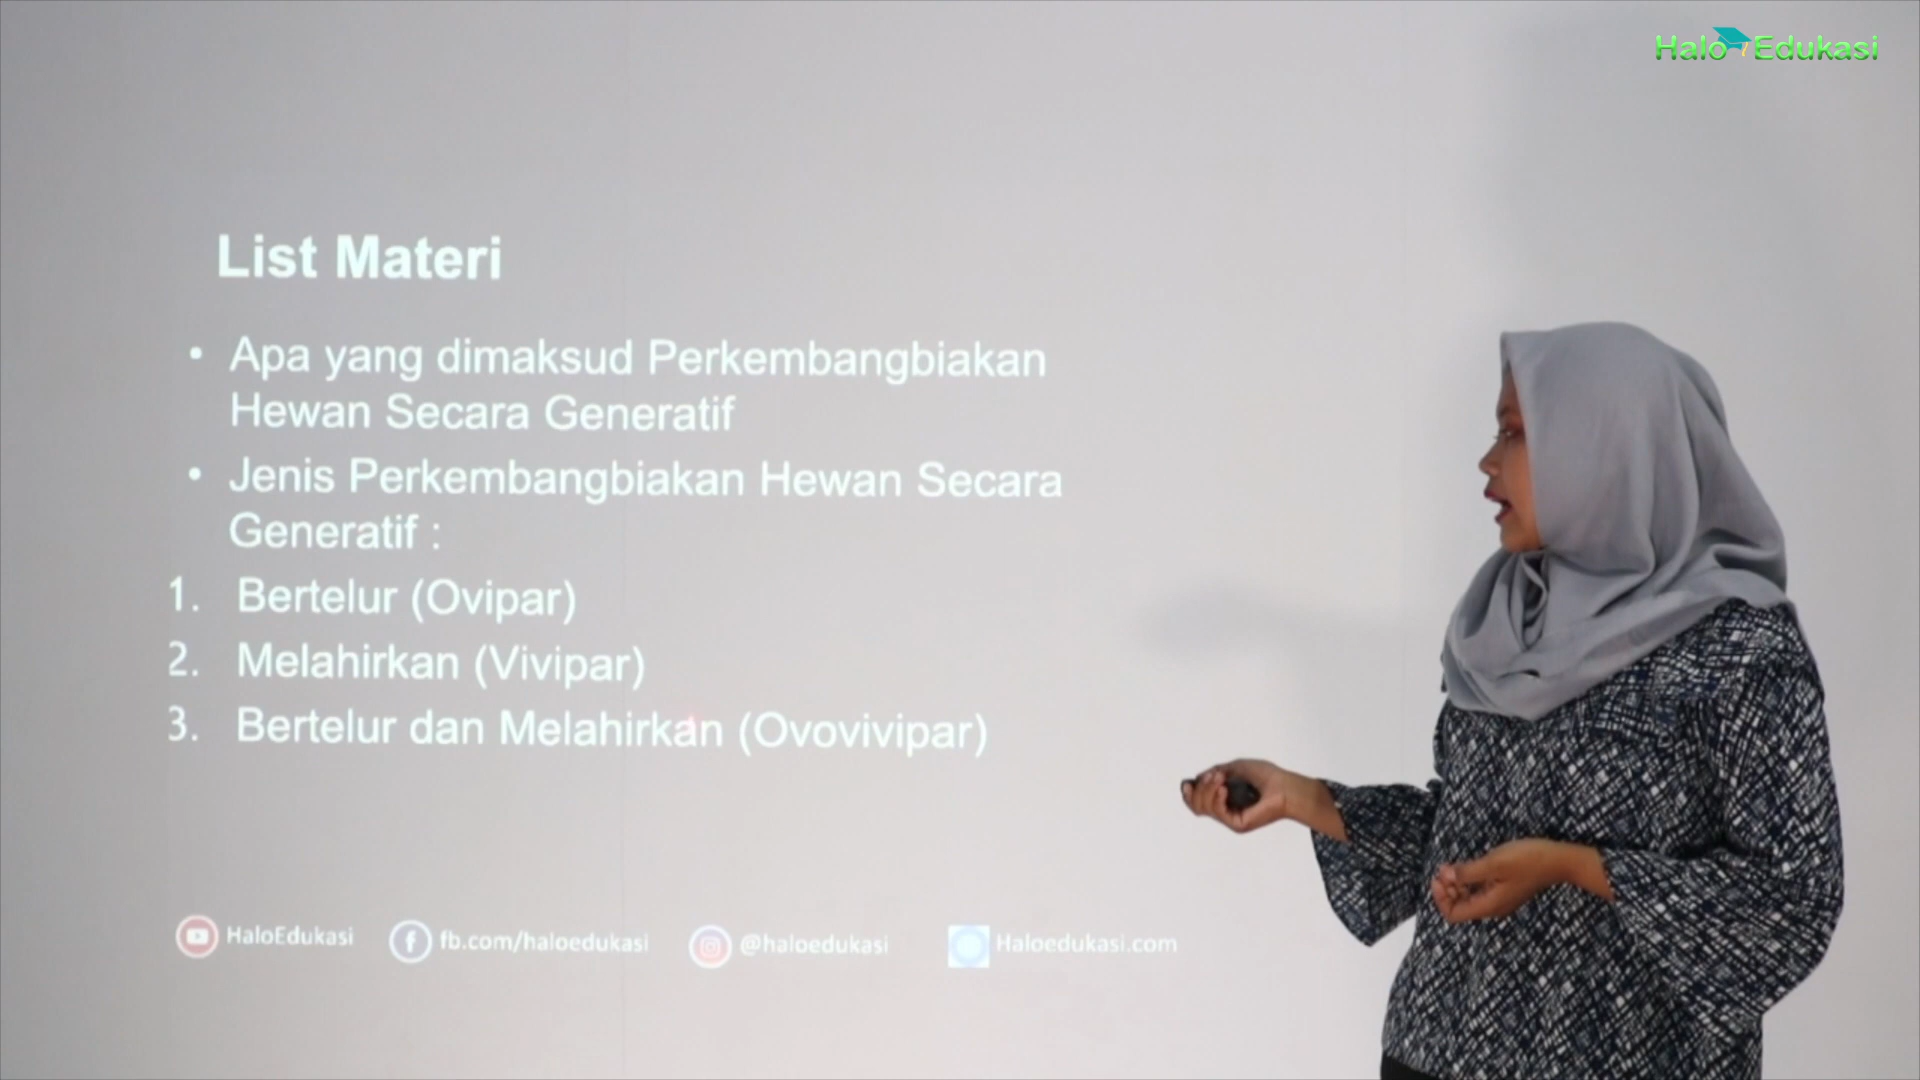 Halo Edukasi
List Materi
• Apa yang dimaksud Perkembangbiakan
Hewan Secara Generatif
• Jenis Perkembangbiakan Hewan Secara
Generatif :
1. Bertelur (Ovipar)
2. Melahirkan (Vivipar)
3. Bertelur dan Melahirkan (Ovovivipar)
HaloEdukasi fb.com/haloedukasi @haloedukasi Haloedukasi.com